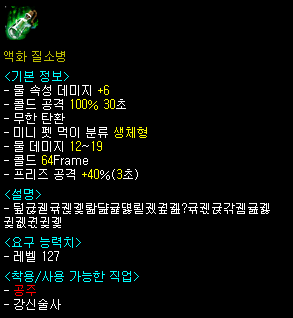 액화 질소병
<기본 정보>
- 물 속성 데미지 +6
- 콜드 공격 100% 30초
- 무한 탄환
- 미니 펫 먹이 분류 생체형
- 물 데미지 12~19
- 콜드 64Frame
- 프리즈 공격 +40%(3초)
<설명>
<요구 능력치>
- 레벨 127
<착용/사용 가능한 직업>
- 공주
- 강신술사